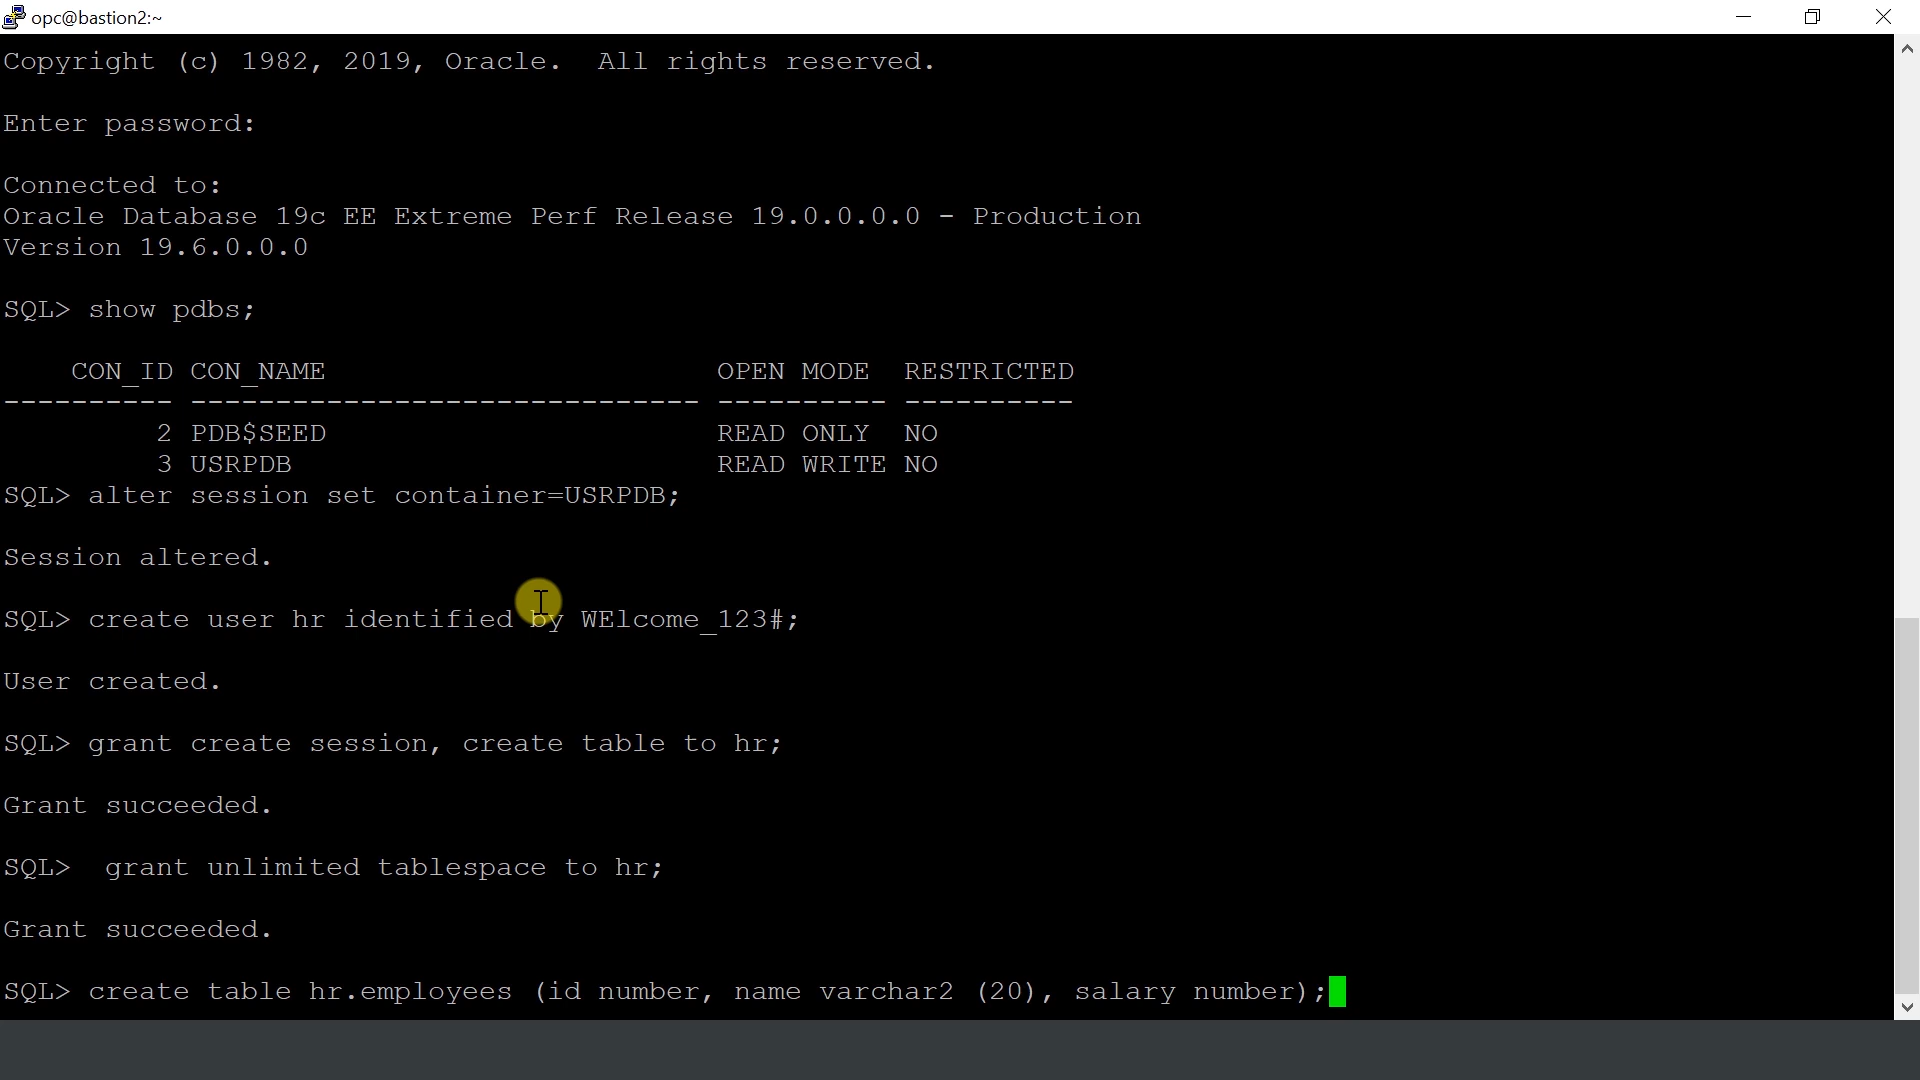 opc@bastion2:~
Copyright (c) 1982, 2019, Oracle.  All rights reserved.
Enter password:
Connected to:
Oracle Database 19c EE Extreme Perf Release 19.0.0.0.0 - Production
Version 19.6.0.0.0
SQL> show pdbs;
    CON_ID CON_NAME                       OPEN MODE  RESTRICTED
---------- ------------------------------ ---------- ----------
         2 PDB$SEED                       READ ONLY  NO
         3 USRPDB                         READ WRITE NO
SQL> alter session set container=USRPDB;
Session altered.
SQL> create user hr identified by WElcome_123#;
User created.
SQL> grant create session, create table to hr;
Grant succeeded.
SQL>  grant unlimited tablespace to hr;
Grant succeeded.
SQL> create table hr.employees (id number, name varchar2 (20), salary number);